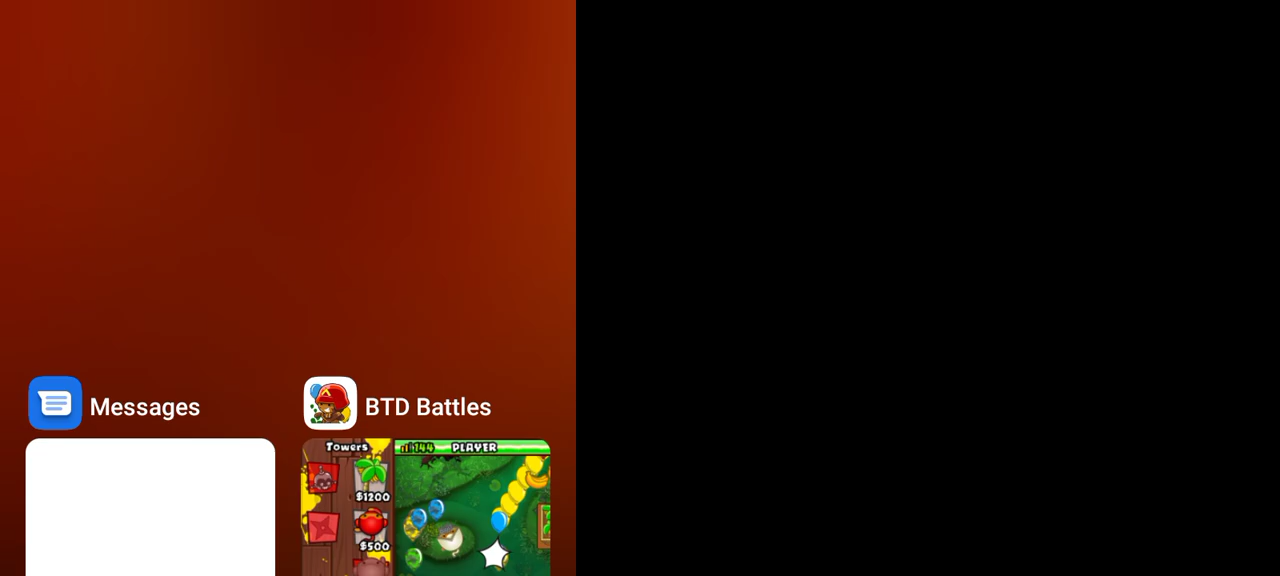 Messages
BTD Battles
Towers
144 PLAYER
$1200
$500